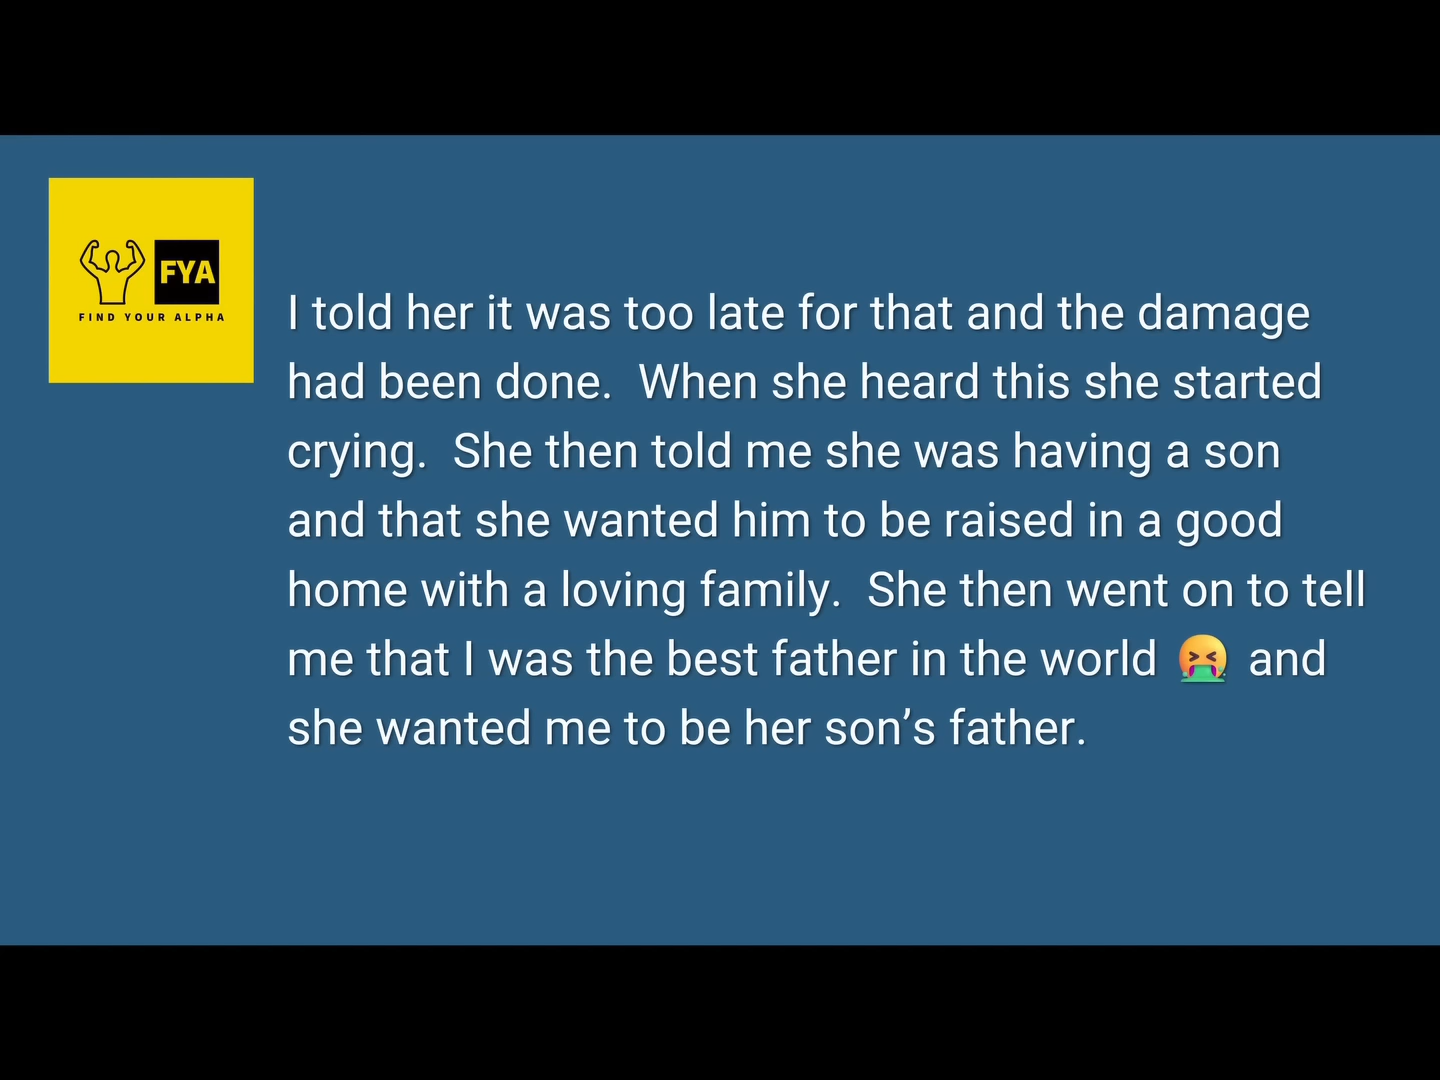 FYA
FIND YOUR ALPHA
I told her it was too late for that and the damage
had been done.  When she heard this she started
crying.  She then told me she was having a son
and that she wanted him to be raised in a good
home with a loving family.  She then went on to tell
me that I was the best father in the world 🤮 and
she wanted me to be her son’s father.